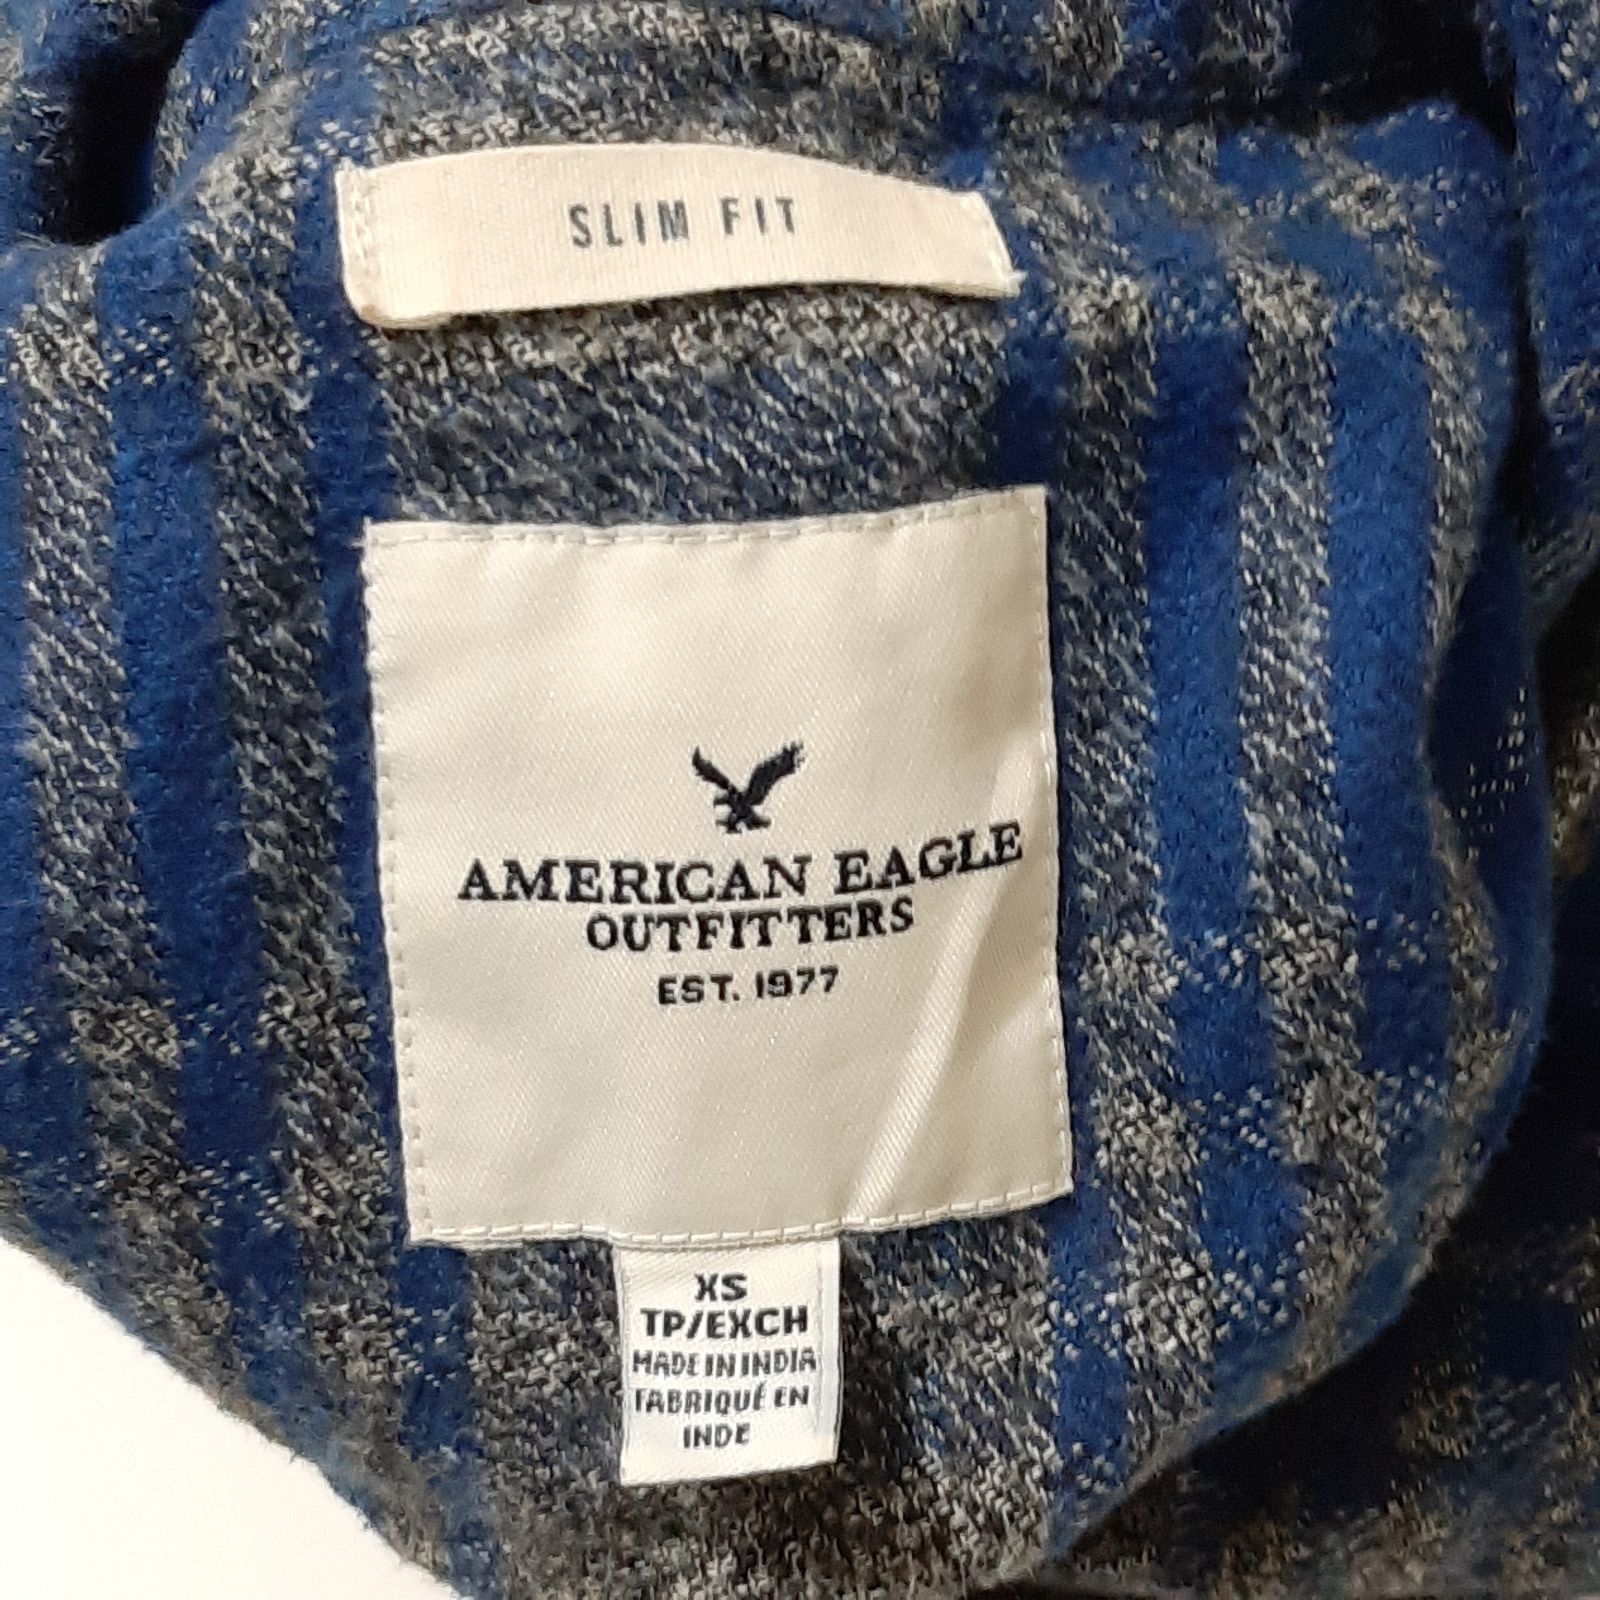 SLIM FIT
AMERICAN EAGLE
OUTFITTERS
EST. 1977
XS
TP/EXCH
MADE IN INDIA
FABRIQUÉ EN
INDE